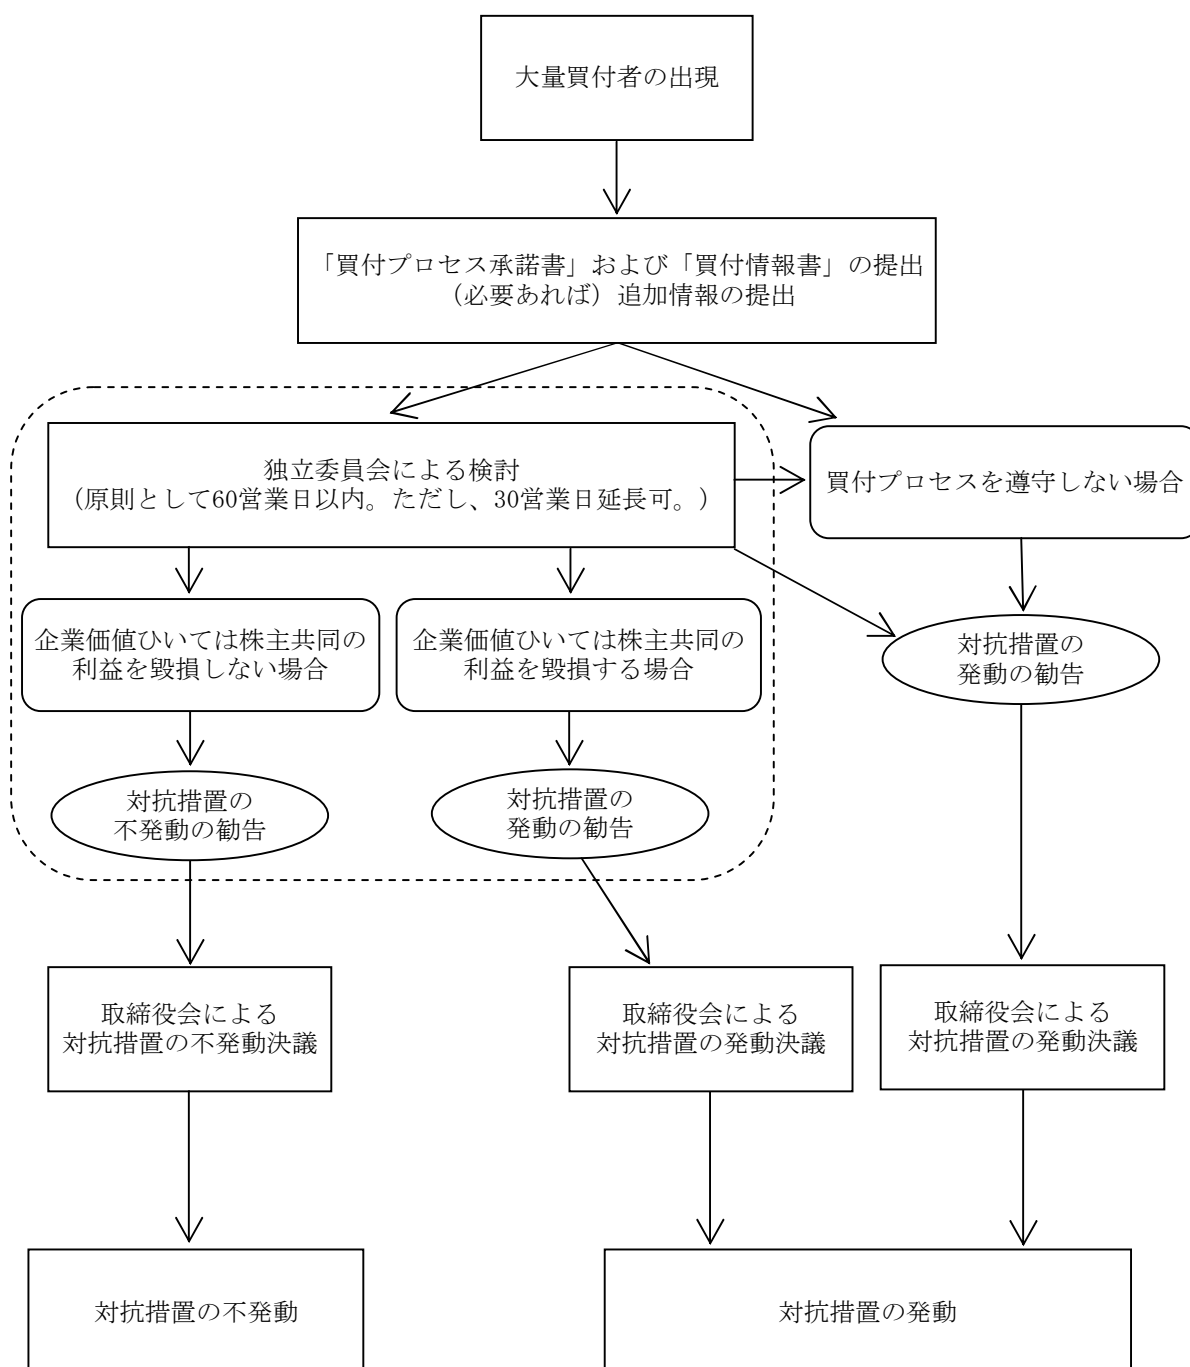 大量買付者の出現
「買付プロセス承諾書」および「買付情報書」の提出
（必要あれば）追加情報の提出
独立委員会による検討
（原則として60営業日以内。ただし、30営業日延長可。）
買付プロセスを遵守しない場合
企業価値ひいては株主共同の
利益を毀損しない場合
企業価値ひいては株主共同の
利益を毀損する場合
対抗措置の
発動の勧告
対抗措置の
不発動の勧告
対抗措置の
発動の勧告
取締役会による
対抗措置の不発動決議
取締役会による
対抗措置の発動決議
取締役会による
対抗措置の発動決議
対抗措置の不発動
対抗措置の発動